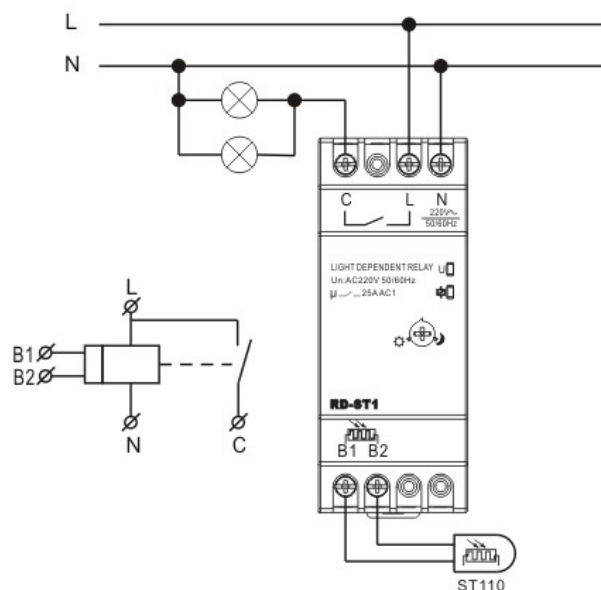 L
N
C L N
220V~
50/60Hz
LIGHT DEPENDENT RELAY U
Un:AC220V 50/60Hz
μ 25A AC1
L
B1
B2
N C
RD-ST1
B1 B2
ST110